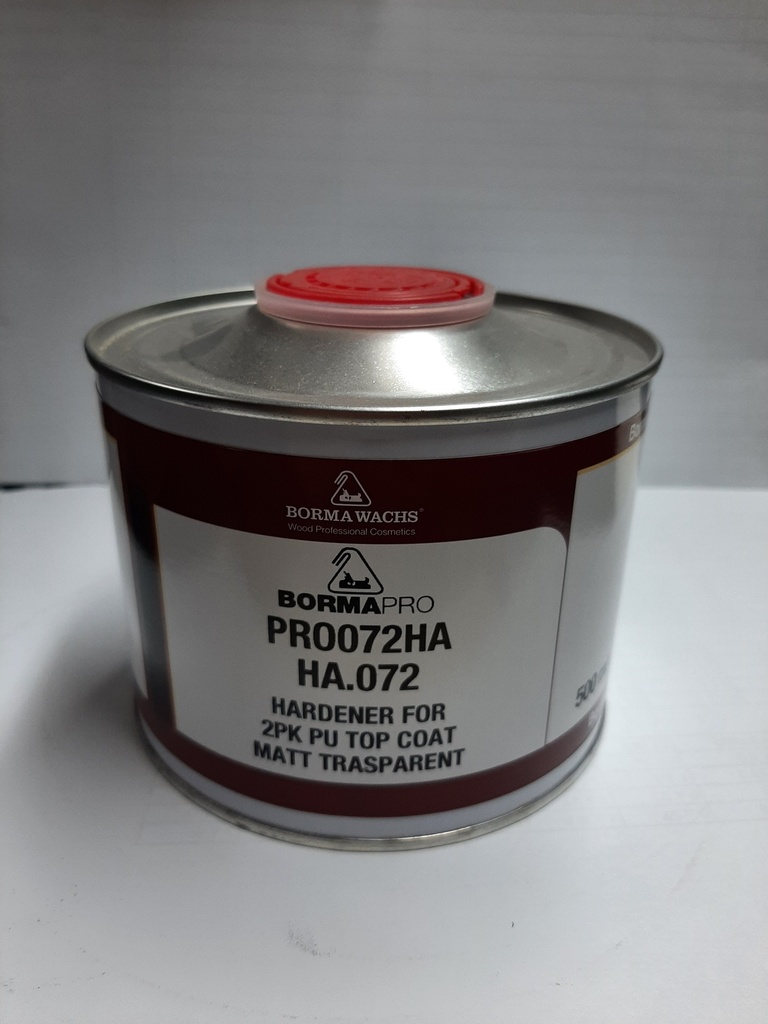 BORMA WACHS®
Wood Professional Cosmetics
BORMAPRO
PRO072HA
HA.072
HARDENER FOR
2PK PU TOP COAT
MATT TRASPARENT
500